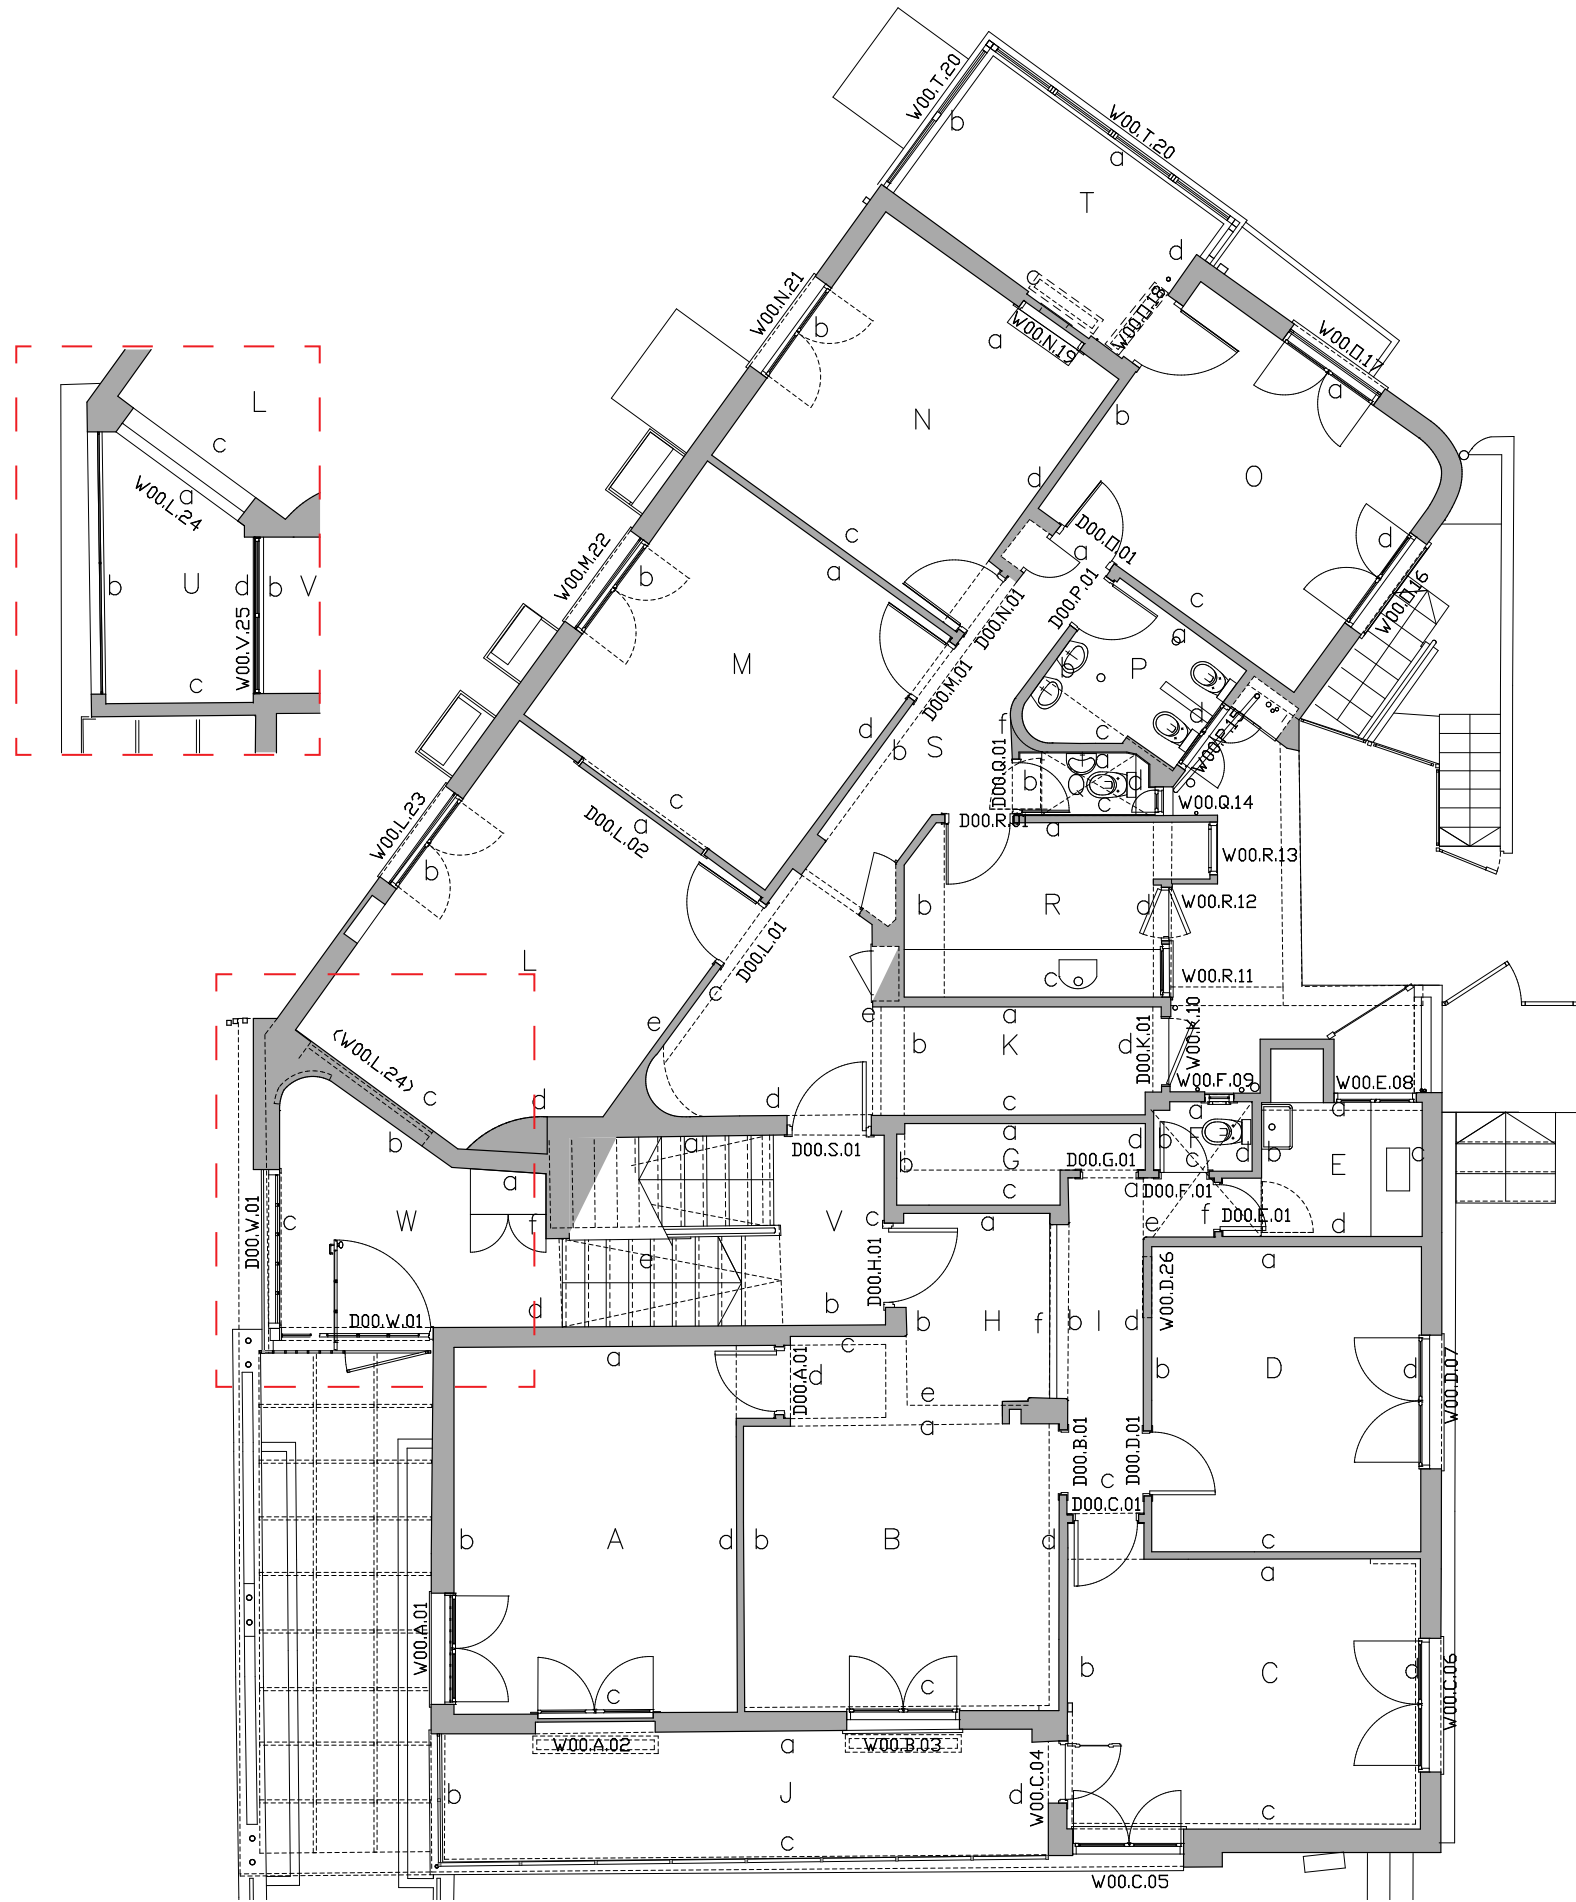 W00.T.20
b
W00.T.20
a
T
d
a
W00.N.21
b
W00.N.19
a
W00.O.18
W00.O.17
a
N
b
O
d
L
c
a
W00.L.24
b
U
d
b
V
W00.V.25
c
c
a
D00.O.01
a
d
W00.M.22
b
D00.N.01
D00.P.01
c
W00.O.16
M
D00.M.01
a
b
P
d
c
W00.P.15
d
b
S
f
D00.Q.01
a
b
c
d
W00.Q.14
c
a
D00.L.02
D00.R.01
a
W00.R.13
W00.L.23
b
b
R
d
W00.R.12
L
D00.L.01
c
c
W00.R.11
(W00.L.24)
e
e
a
b
K
d
D00.K.01
W00.K.10
c
d
d
c
W00.F.09
W00.E.08
b
a
D00.S.01
a
d
b
G
D00.G.01
c
a
b
F
c
d
a
b
E
c
d
D00.F.01
f
D00.E.01
e
d
a
D00.W.01
c
W
f
V
c
a
e
D00.H.01
b
d
D00.W.01
b
H
f
b
I
d
W00.D.26
a
a
c
D00.A.01
d
e
a
b
D
d
W00.D.07
D00.B.01
D00.D.01
c
D00.C.01
b
A
d
b
B
d
c
a
W00.A.01
c
c
b
C
d
W00.C.06
W00.A.02
a
W00.B.03
b
J
d
W00.C.04
c
c
W00.C.05